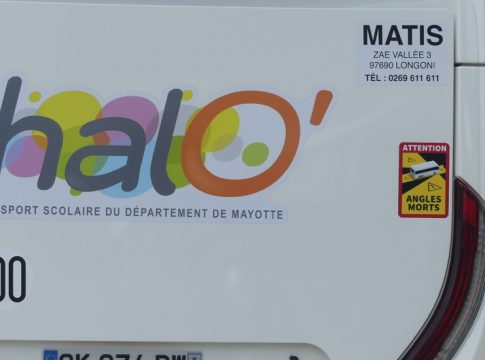 MATIS
ZAE VALLÉE 3
97690 LONGONI
TÉL : 0269 611 611
halO'
SPORT SCOLAIRE DU DÉPARTEMENT DE MAYOTTE
ATTENTION
ANGLES
MORTS
00